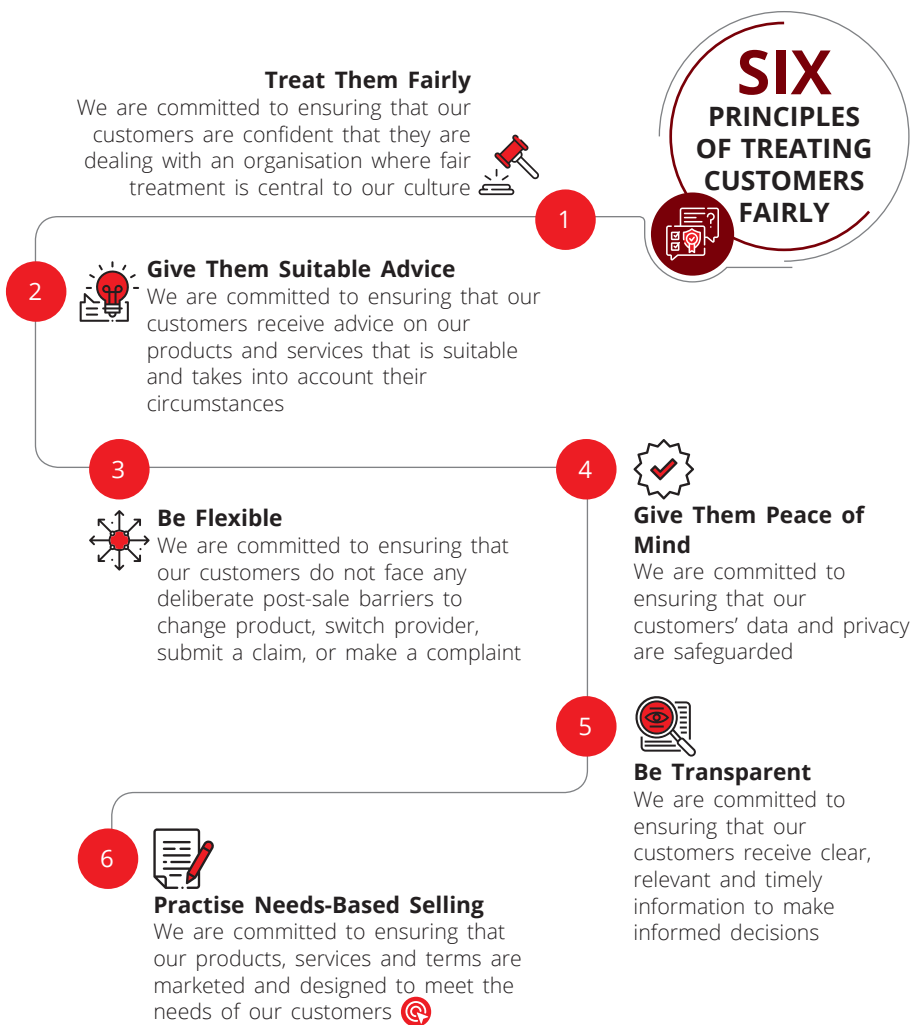 SIX
PRINCIPLES
OF TREATING
CUSTOMERS
FAIRLY
?
1
Treat Them Fairly
We are committed to ensuring that our
customers are confident that they are
dealing with an organisation where fair
treatment is central to our culture
2
Give Them Suitable Advice
We are committed to ensuring that our
customers receive advice on our
products and services that is suitable
and takes into account their
circumstances
3
Be Flexible
We are committed to ensuring that
our customers do not face any
deliberate post-sale barriers to
change product, switch provider,
submit a claim, or make a complaint
4
Give Them Peace of
Mind
We are committed to
ensuring that our
customers’ data and privacy
are safeguarded
5
Be Transparent
We are committed to
ensuring that our
customers receive clear,
relevant and timely
information to make
informed decisions
6
Practise Needs-Based Selling
We are committed to ensuring that
our products, services and terms are
marketed and designed to meet the
needs of our customers